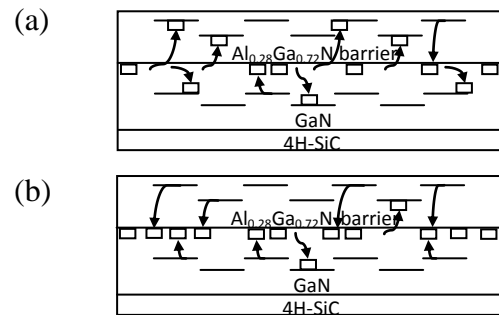 (a)
Al0.28Ga0.72N barrier
GaN
4H-SiC
(b)
Al0.28Ga0.72N barrier
GaN
4H-SiC